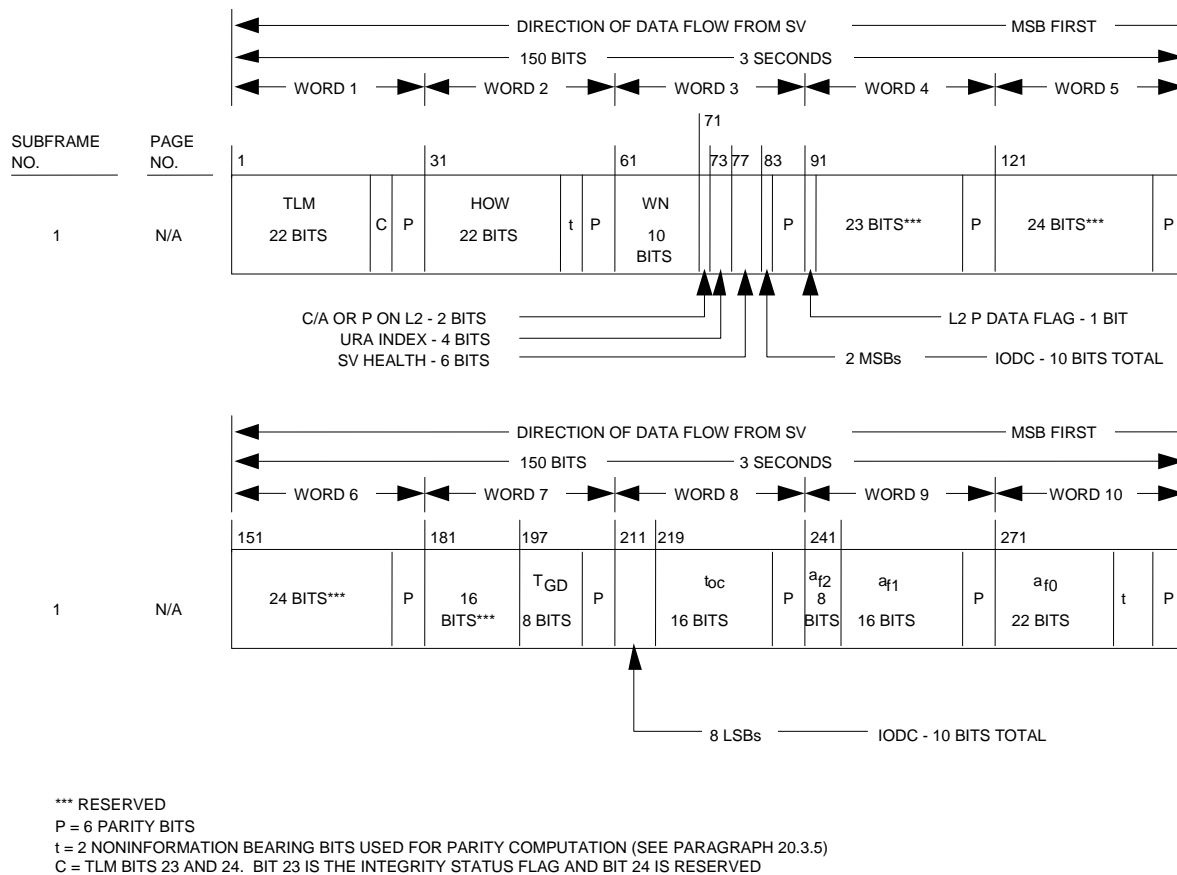 DIRECTION OF DATA FLOW FROM SV MSB FIRST
150 BITS 3 SECONDS
WORD 1 WORD 2 WORD 3 WORD 4 WORD 5
SUBFRAME NO.
PAGE NO.
71
1 31 61 73 77 83 91 121
1 N/A
TLM 22 BITS
C
P
HOW 22 BITS
t
P
WN 10 BITS
P
23 BITS***
P
24 BITS***
P
C/A OR P ON L2 - 2 BITS
URA INDEX - 4 BITS
SV HEALTH - 6 BITS
L2 P DATA FLAG - 1 BIT
2 MSBs IODC - 10 BITS TOTAL
DIRECTION OF DATA FLOW FROM SV MSB FIRST
150 BITS 3 SECONDS
WORD 6 WORD 7 WORD 8 WORD 9 WORD 10
151 181 197 211 219 241 271
1 N/A
24 BITS***
P
16 BITS***
TGD 8 BITS
P
toc 16 BITS
P
af2 8 BITS
af1 16 BITS
P
af0 22 BITS
t
P
8 LSBs IODC - 10 BITS TOTAL
*** RESERVED
P = 6 PARITY BITS
t = 2 NONINFORMATION BEARING BITS USED FOR PARITY COMPUTATION (SEE PARAGRAPH 20.3.5)
C = TLM BITS 23 AND 24. BIT 23 IS THE INTEGRITY STATUS FLAG AND BIT 24 IS RESERVED